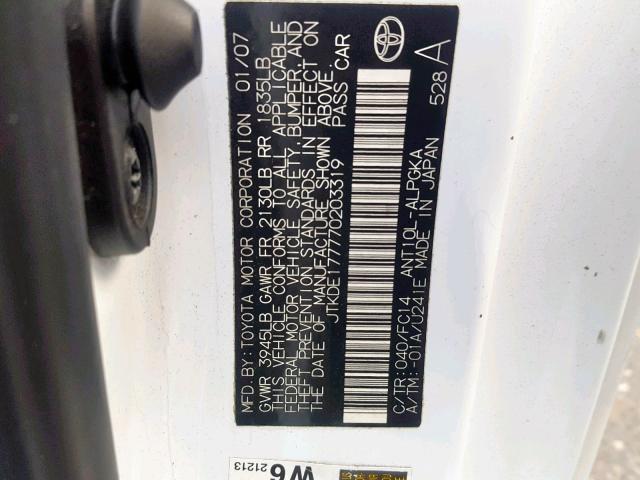 MFD. BY: TOYOTA MOTOR CORPORATION 01/07
GVWR 3945LB GAWR FR 2130LB RR 1835LB
THIS VEHICLE CONFORMS TO ALL APPLICABLE
FEDERAL MOTOR VEHICLE SAFETY, BUMPER, AND
THEFT PREVENTION STANDARDS IN EFFECT ON
THE DATE OF MANUFACTURE SHOWN ABOVE.
JTKDE177770203319 PASS CAR
C/TR: 040/FC14 ANT10L-ALPGKA
A/TM: -01A/U241E MADE IN JAPAN 528 A
W6
21213